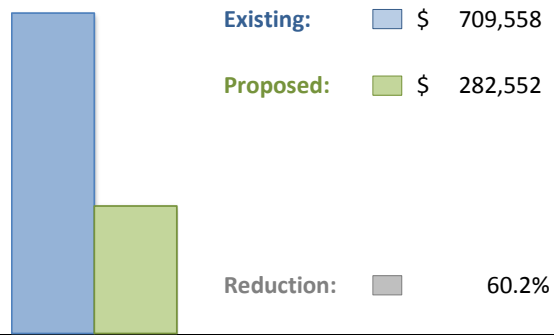 Existing: $ 709,558
Proposed: $ 282,552
Reduction: 60.2%